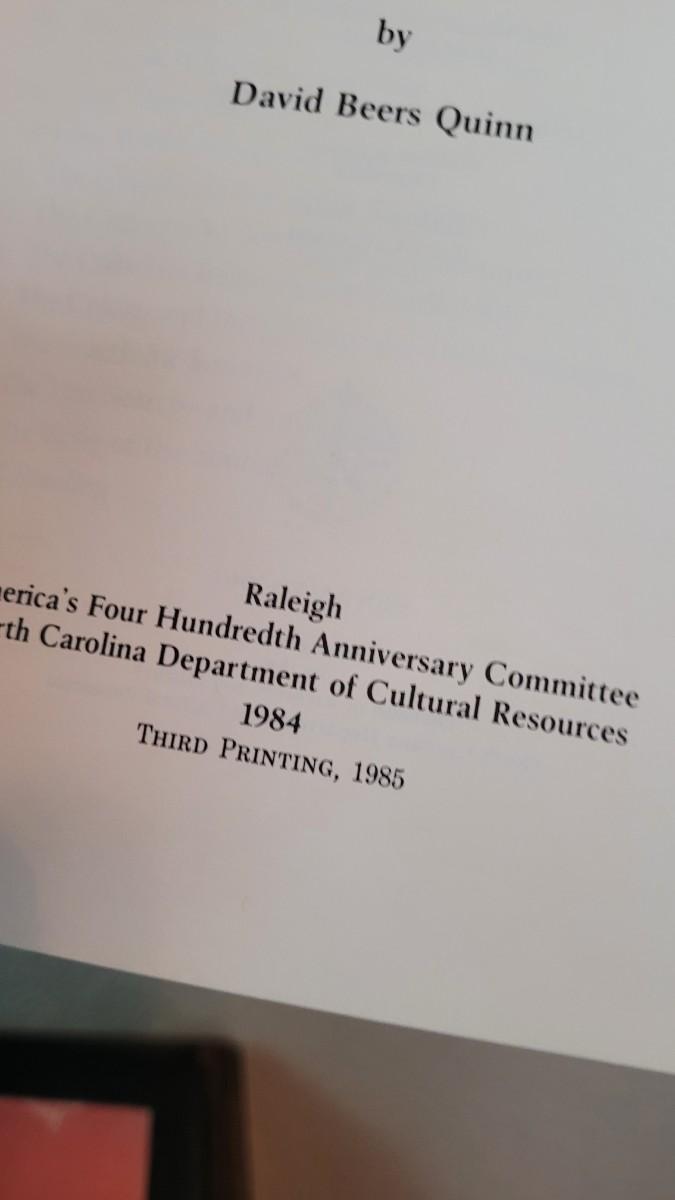 by
David Beers Quinn
Raleigh
erica's Four Hundredth Anniversary Committee
rth Carolina Department of Cultural Resources
1984
THIRD PRINTING, 1985